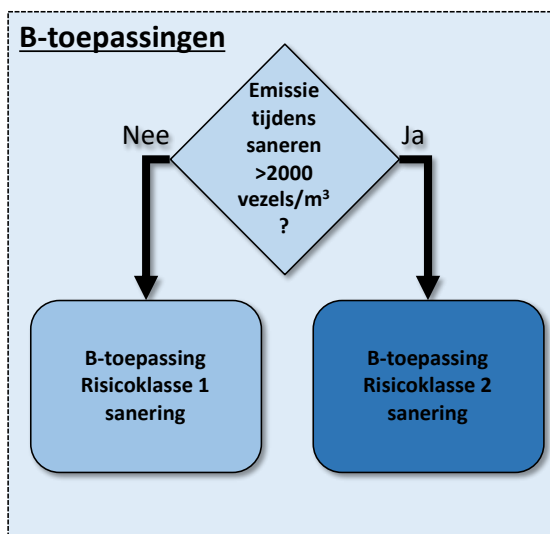 B-toepassingen
Emissie
tijdens
saneren
>2000
vezels/m³
?
Nee
Ja
B-toepassing
Risicoklasse 1
sanering
B-toepassing
Risicoklasse 2
sanering